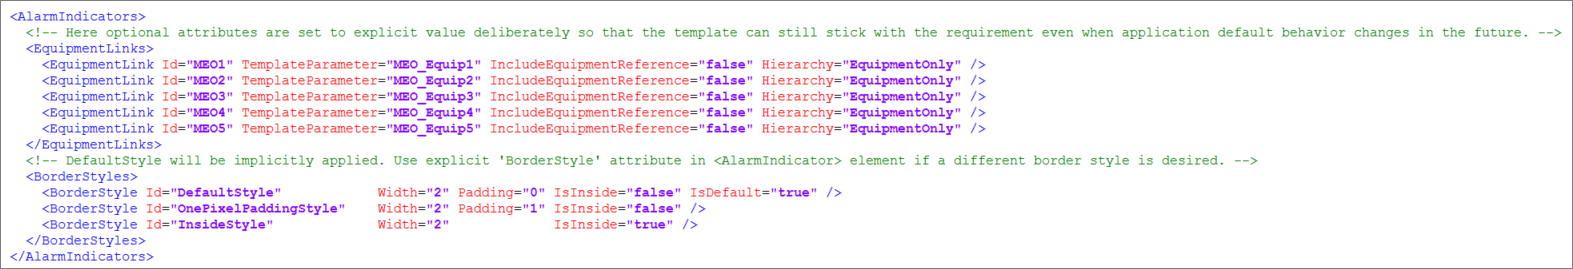 <AlarmIndicators>
<!-- Here optional attributes are set to explicit value deliberately so that the template can still stick with the requirement even when application default behavior changes in the future. -->
<EquipmentLinks>
<EquipmentLink Id="MEO1" TemplateParameter="MEO_Equip1" IncludeEquipmentReference="false" Hierarchy="EquipmentOnly" />
<EquipmentLink Id="MEO2" TemplateParameter="MEO_Equip2" IncludeEquipmentReference="false" Hierarchy="EquipmentOnly" />
<EquipmentLink Id="MEO3" TemplateParameter="MEO_Equip3" IncludeEquipmentReference="false" Hierarchy="EquipmentOnly" />
<EquipmentLink Id="MEO4" TemplateParameter="MEO_Equip4" IncludeEquipmentReference="false" Hierarchy="EquipmentOnly" />
<EquipmentLink Id="MEO5" TemplateParameter="MEO_Equip5" IncludeEquipmentReference="false" Hierarchy="EquipmentOnly" />
</EquipmentLinks>
<!-- DefaultStyle will be implicitly applied. Use explicit 'BorderStyle' attribute in <AlarmIndicator> element if a different border style is desired. -->
<BorderStyles>
<BorderStyle Id="DefaultStyle" Width="2" Padding="0" IsInside="false" IsDefault="true" />
<BorderStyle Id="OnePixelPaddingStyle" Width="2" Padding="1" IsInside="false" />
<BorderStyle Id="InsideStyle" Width="2" IsInside="true" />
</BorderStyles>
</AlarmIndicators>